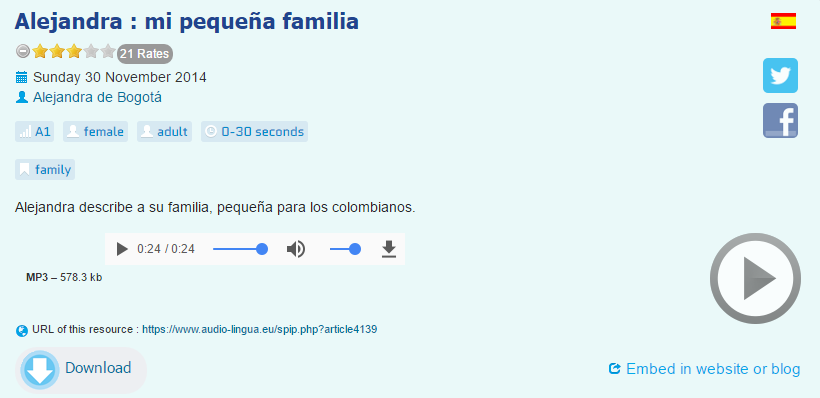 Alejandra : mi pequeña familia
21 Rates
Sunday 30 November 2014
Alejandra de Bogotá
A1 female adult 0-30 seconds
family
Alejandra describe a su familia, pequeña para los colombianos.
0:24 / 0:24
MP3 – 578.3 kb
URL of this resource : https://www.audio-lingua.eu/spip.php?article4139
Download
Embed in website or blog